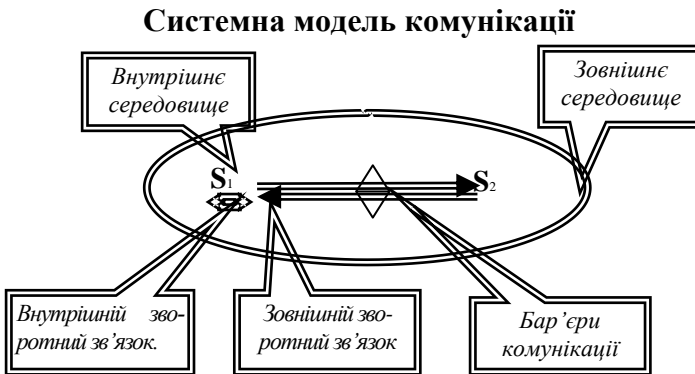 Системна модель комунікації
Внутрішнє
середовище
Зовнішнє
середовище
S1
S2
Внутрішній зво-
ротний зв’язок.
Зовнішній зво-
ротний зв’язок
Бар’єри
комунікації